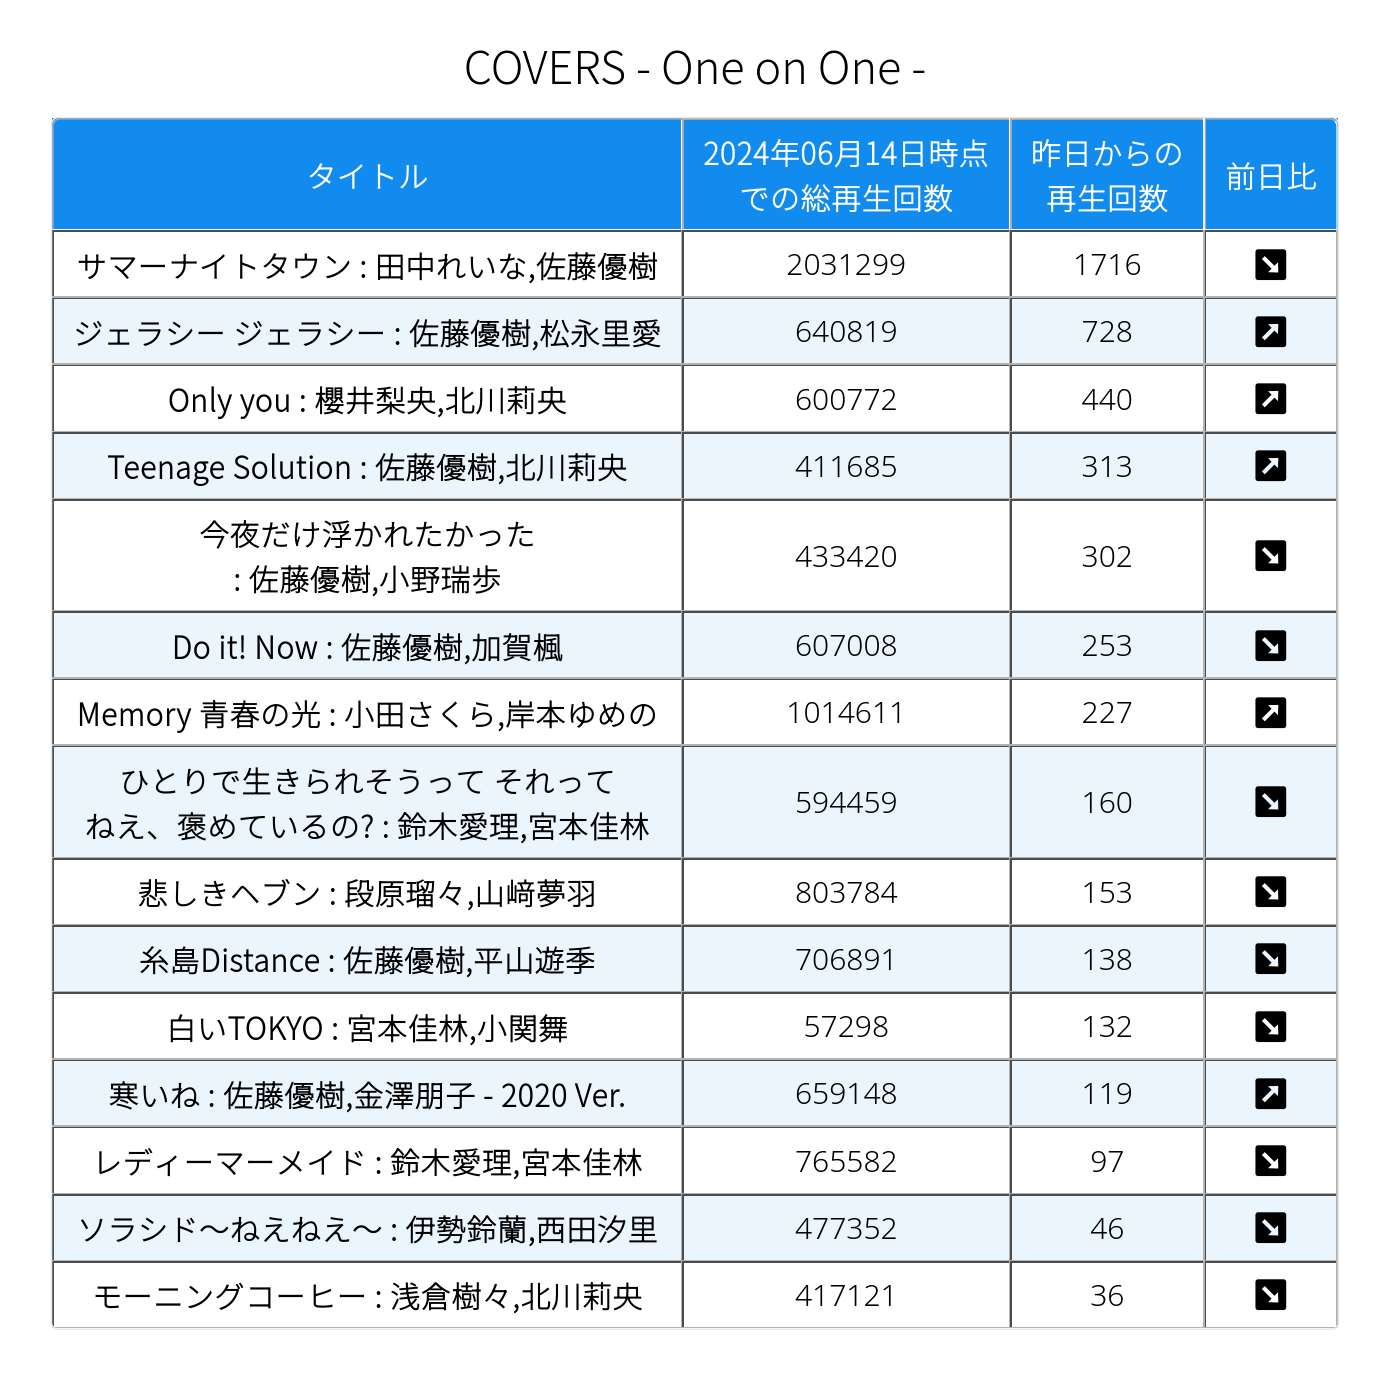 COVERS - One on One -
タイトル
2024年06月14日時点
での総再生回数
昨日からの
再生回数
前日比
サマーナイトタウン : 田中れいな,佐藤優樹
2031299
1716
ジェラシー ジェラシー : 佐藤優樹,松永里愛
640819
728
Only you : 櫻井梨央,北川莉央
600772
440
Teenage Solution : 佐藤優樹,北川莉央
411685
313
今夜だけ浮かれたかった
: 佐藤優樹,小野瑞歩
433420
302
Do it! Now : 佐藤優樹,加賀楓
607008
253
Memory 青春の光 : 小田さくら,岸本ゆめの
1014611
227
ひとりで生きられそうって それって
ねえ、褒めているの? : 鈴木愛理,宮本佳林
594459
160
悲しきヘブン : 段原瑠々,山﨑夢羽
803784
153
糸島Distance : 佐藤優樹,平山遊季
706891
138
白いTOKYO : 宮本佳林,小関舞
57298
132
寒いね : 佐藤優樹,金澤朋子 - 2020 Ver.
659148
119
レディーマーメイド : 鈴木愛理,宮本佳林
765582
97
ソラシド〜ねえねえ〜 : 伊勢鈴蘭,西田汐里
477352
46
モーニングコーヒー : 浅倉樹々,北川莉央
417121
36